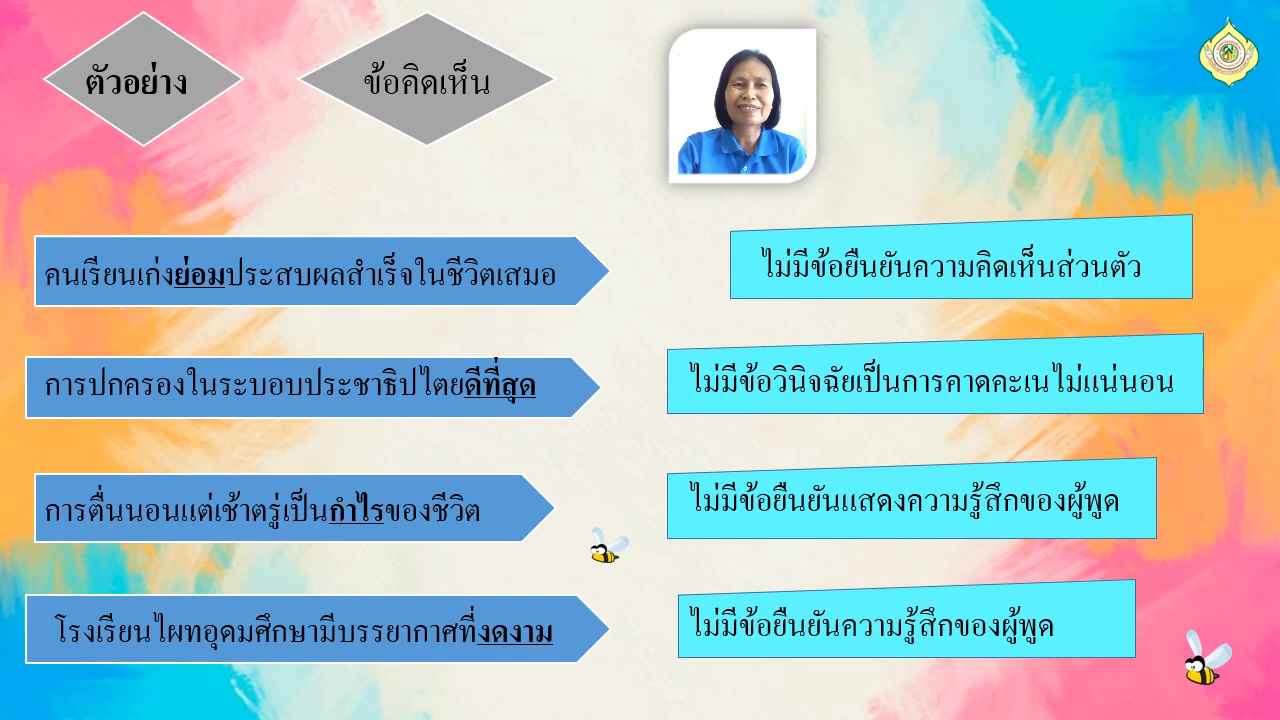 ตัวอย่าง
ข้อคิดเห็น
คนเรียนเก่งย่อมประสบผลสำเร็จในชีวิตเสมอ
ไม่มีข้อยืนยันความคิดเห็นส่วนตัว
การปกครองในระบอบประชาธิปไตยดีที่สุด
ไม่มีข้อวินิจฉัยเป็นการคาดคะเนไม่แน่นอน
การตื่นนอนแต่เช้าตรู่เป็นกำไรของชีวิต
ไม่มีข้อยืนยันแสดงความรู้สึกของผู้พูด
โรงเรียนไผทอุดมศึกษามีบรรยากาศที่งดงาม
ไม่มีข้อยืนยันความรู้สึกของผู้พูด